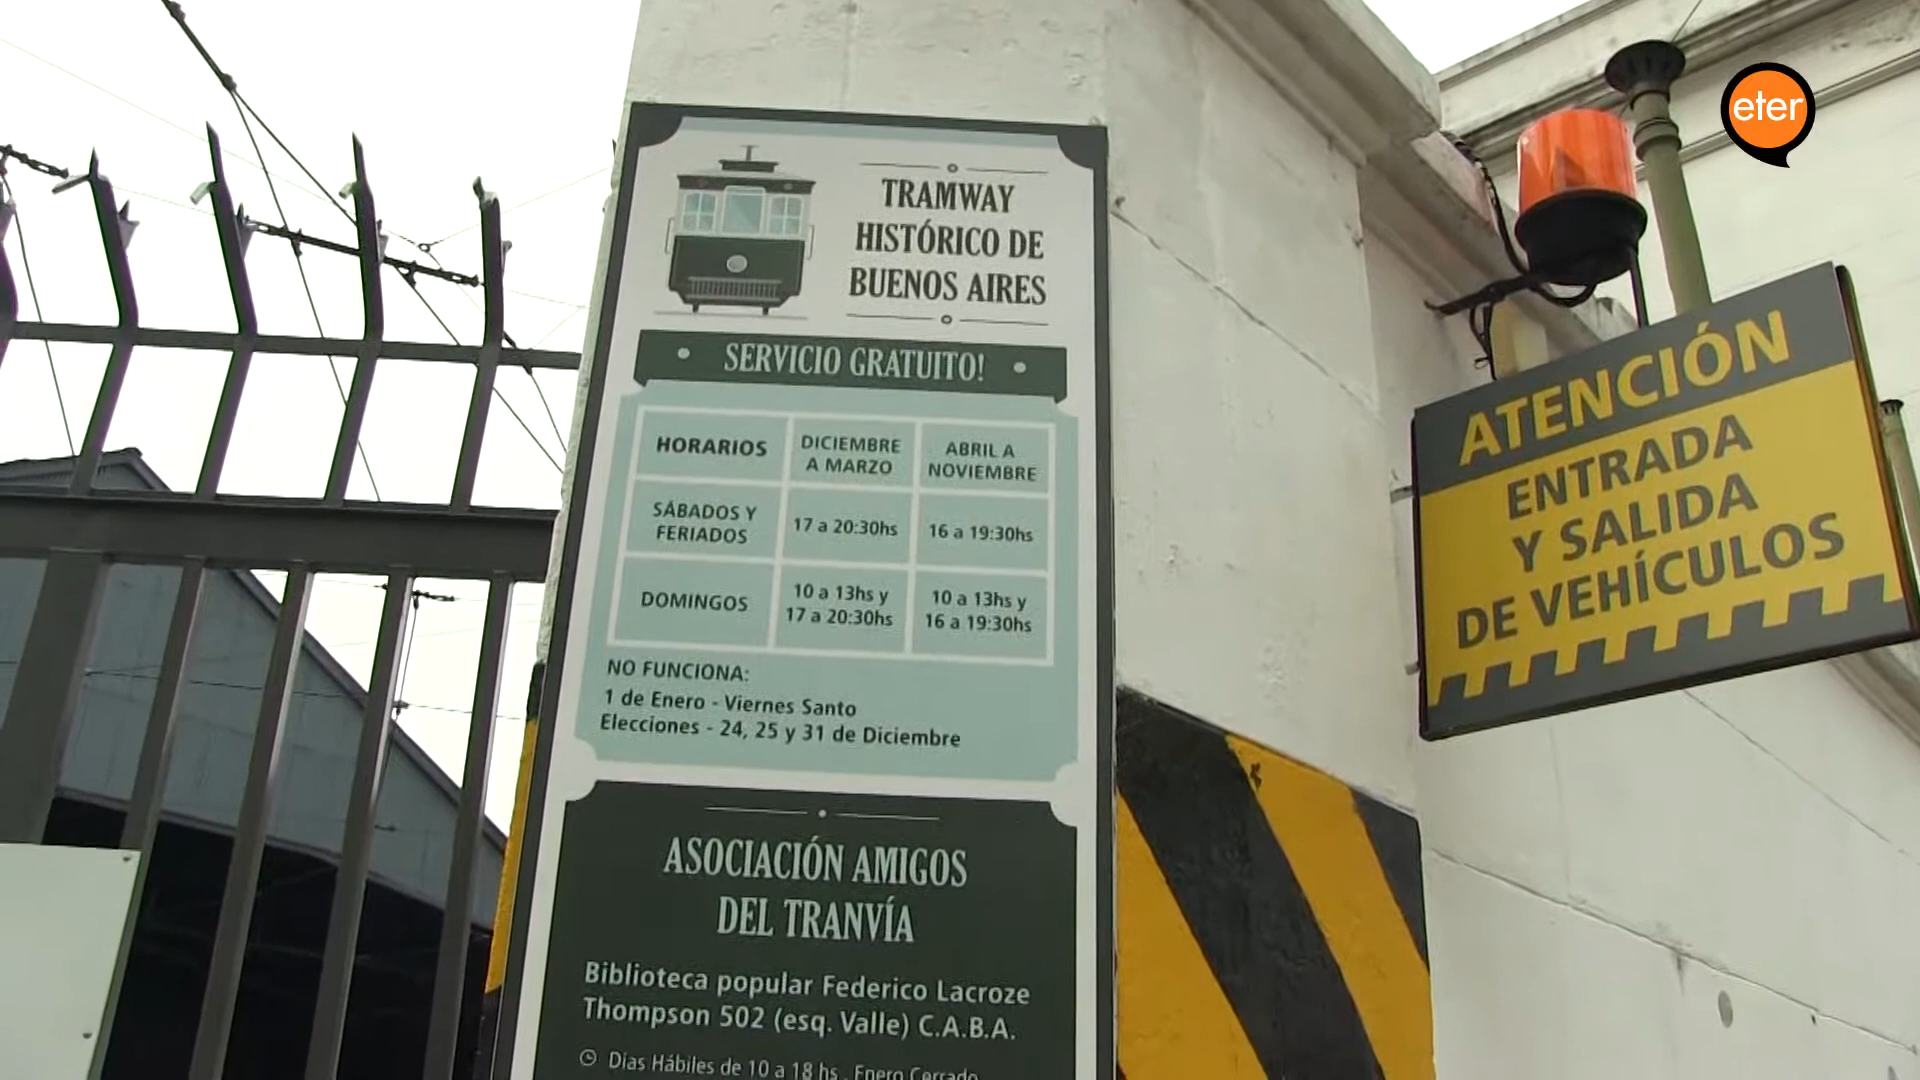 eter
TRAMWAY
HISTÓRICO DE
BUENOS AIRES
SERVICIO GRATUITO!
HORARIOS
DICIEMBRE
A MARZO
ABRIL A
NOVIEMBRE
SÁBADOS Y
FERIADOS
17 a 20:30hs
16 a 19:30hs
DOMINGOS
10 a 13hs y
17 a 20:30hs
10 a 13hs y
16 a 19:30hs
NO FUNCIONA:
1 de Enero - Viernes Santo
Elecciones - 24, 25 y 31 de Diciembre
ASOCIACIÓN AMIGOS
DEL TRANVÍA
Biblioteca popular Federico Lacroze
Thompson 502 (esq. Valle) C.A.B.A.
Días Hábiles de 10 a 18 hs . Enero Cerrado
ATENCIÓN
ENTRADA
Y SALIDA
DE VEHÍCULOS